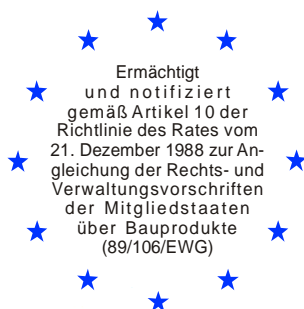 Ermächtigt
und notifiziert
gemäß Artikel 10 der
Richtlinie des Rates vom
21. Dezember 1988 zur An-
gleichung der Rechts- und
Verwaltungsvorschriften
der Mitgliedstaaten
über Bauprodukte
(89/106/EWG)